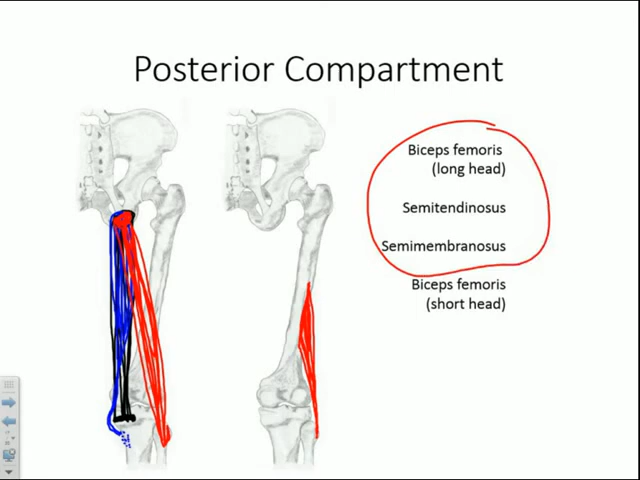 Posterior Compartment
Biceps femoris
(long head)
Semitendinosus
Semimembranosus
Biceps femoris
(short head)